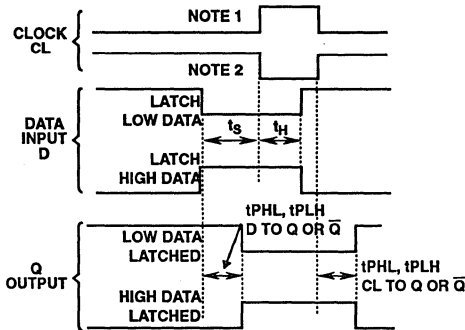 NOTE 1
CLOCK
CL
NOTE 2
LATCH
LOW DATA
tS
tH
DATA
INPUT
D
LATCH
HIGH DATA
tPHL, tPLH
D TO Q OR Q̅
LOW DATA
LATCHED
Q
OUTPUT
tPHL, tPLH
CL TO Q OR Q̅
HIGH DATA
LATCHED